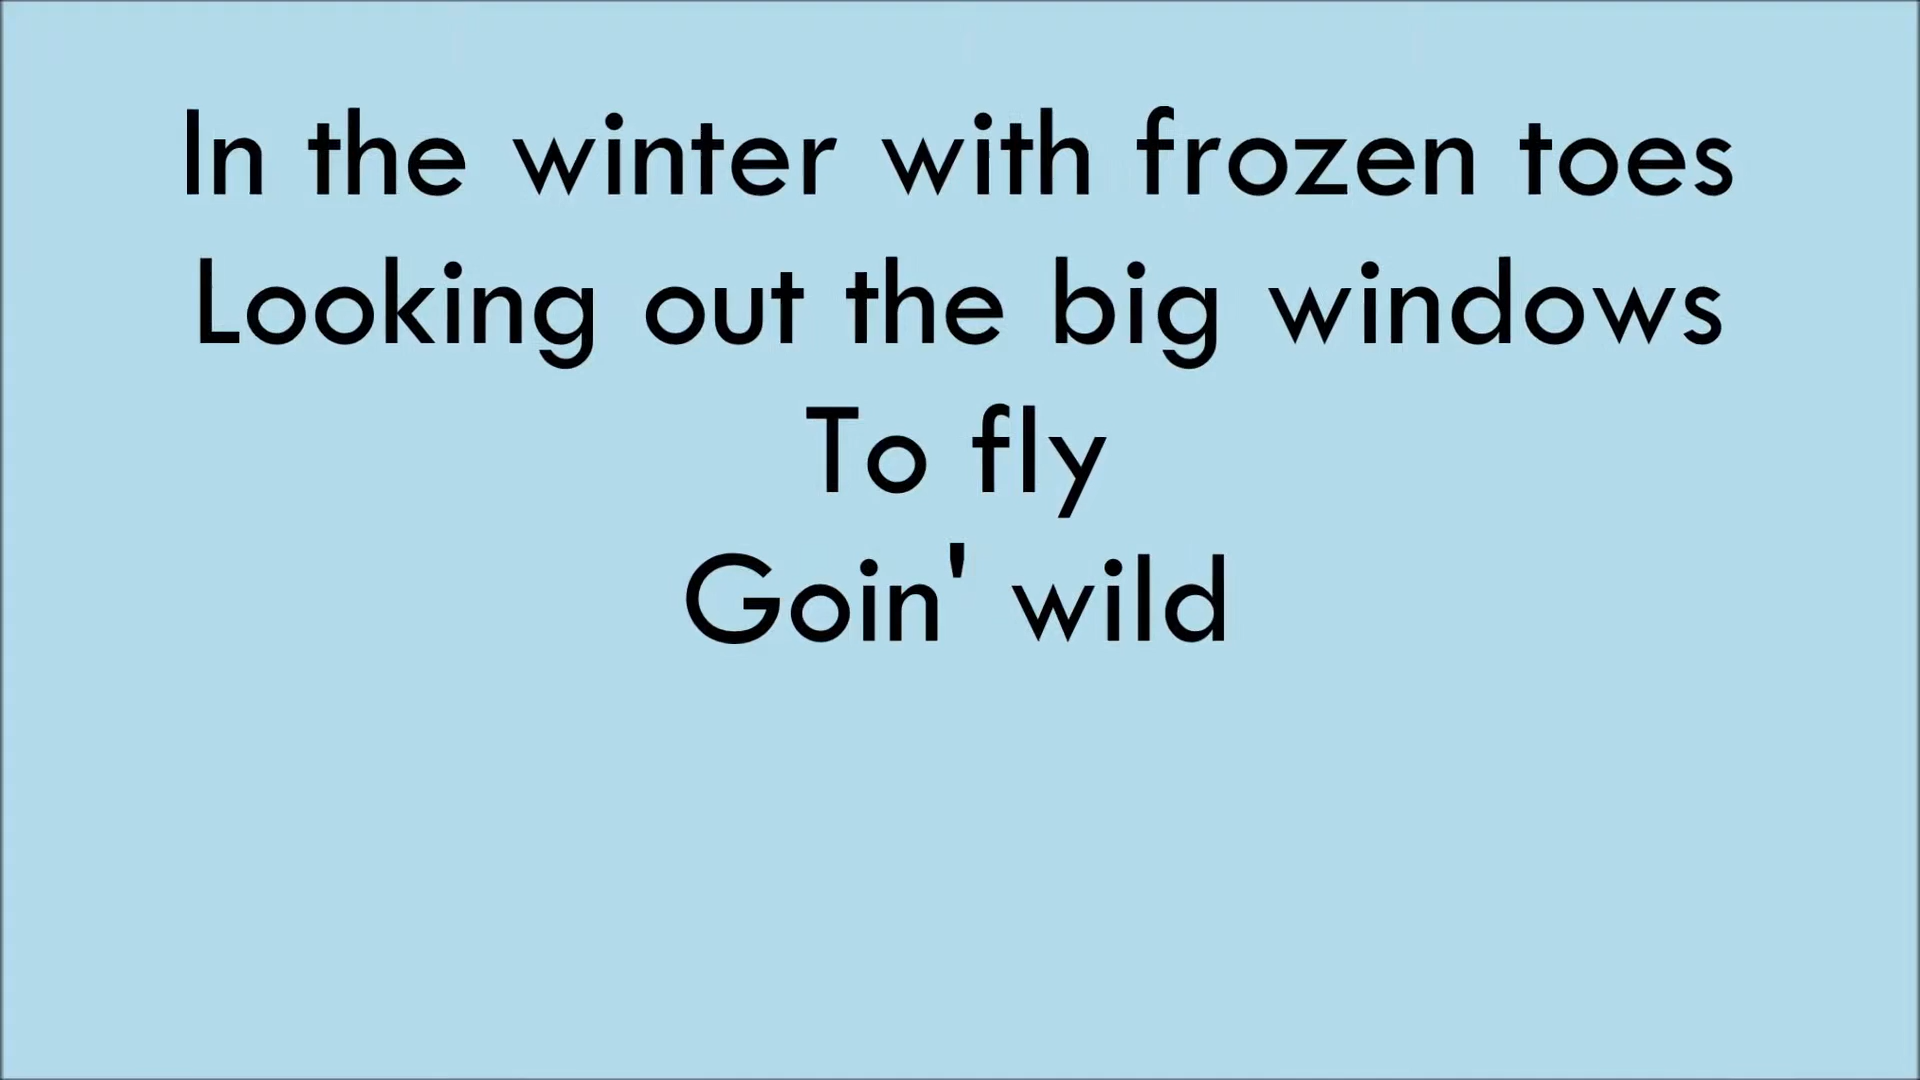 In the winter with frozen toes
Looking out the big windows
To fly
Goin' wild